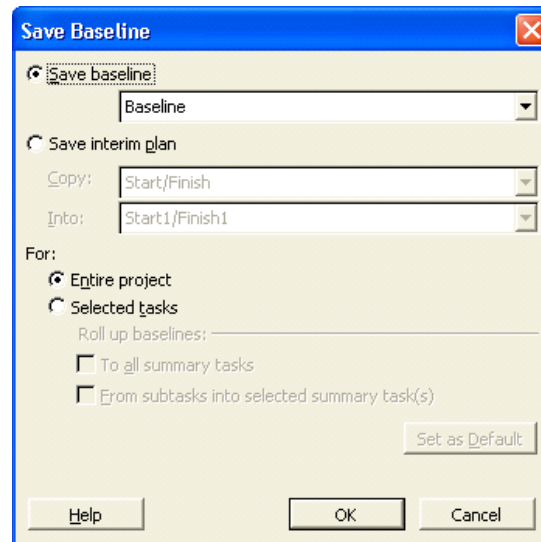 Save Baseline
Save baseline
Baseline
Save interim plan
Copy: Start/Finish
Into: Start1/Finish1
For:
Entire project
Selected tasks
Roll up baselines:
To all summary tasks
From subtasks into selected summary task(s)
Set as Default
Help OK Cancel